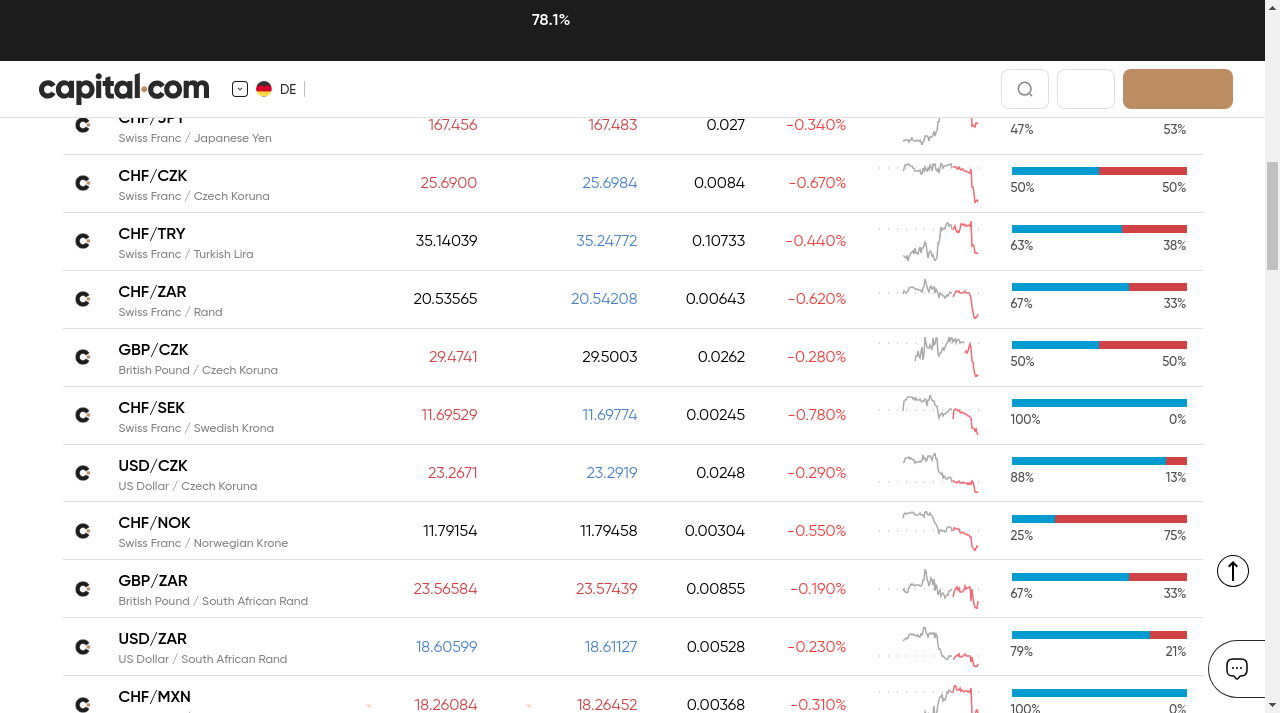 78.1%
capital.com
DE
CHF/JPY 167.456 167.483 0.027 -0.340%
Swiss Franc / Japanese Yen 47% 53%
CHF/CZK 25.6900 25.6984 0.0084 -0.670%
Swiss Franc / Czech Koruna 50% 50%
CHF/TRY 35.14039 35.24772 0.10733 -0.440%
Swiss Franc / Turkish Lira 63% 38%
CHF/ZAR 20.53565 20.54208 0.00643 -0.620%
Swiss Franc / Rand 67% 33%
GBP/CZK 29.4741 29.5003 0.0262 -0.280%
British Pound / Czech Koruna 50% 50%
CHF/SEK 11.69529 11.69774 0.00245 -0.780%
Swiss Franc / Swedish Krona 100% 0%
USD/CZK 23.2671 23.2919 0.0248 -0.290%
US Dollar / Czech Koruna 88% 13%
CHF/NOK 11.79154 11.79458 0.00304 -0.550%
Swiss Franc / Norwegian Krone 25% 75%
GBP/ZAR 23.56584 23.57439 0.00855 -0.190%
British Pound / South African Rand 67% 33%
USD/ZAR 18.60599 18.61127 0.00528 -0.230%
US Dollar / South African Rand 79% 21%
CHF/MXN 18.26084 18.26452 0.00368 -0.310%
100% 0%